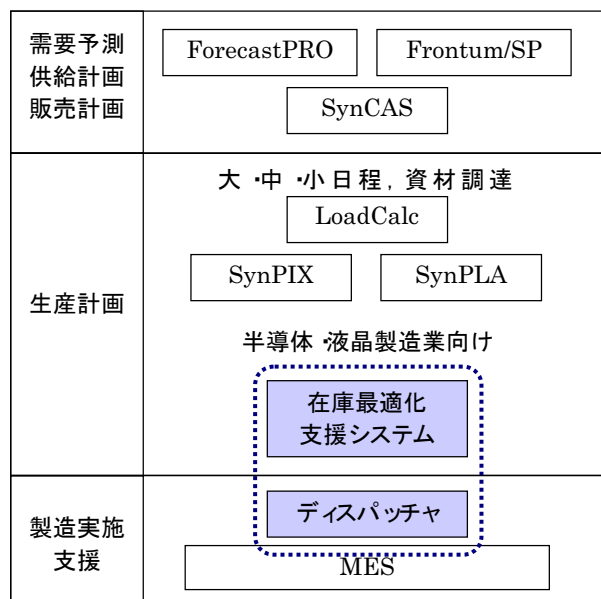 需要予測
供給計画
販売計画
ForecastPRO
Frontum/SP
SynCAS
生産計画
大・中・小日程，資材調達
LoadCalc
SynPIX
SynPLA
半導体・液晶製造業向け
在庫最適化
支援システム
製造実施
支援
ディスパッチャ
MES